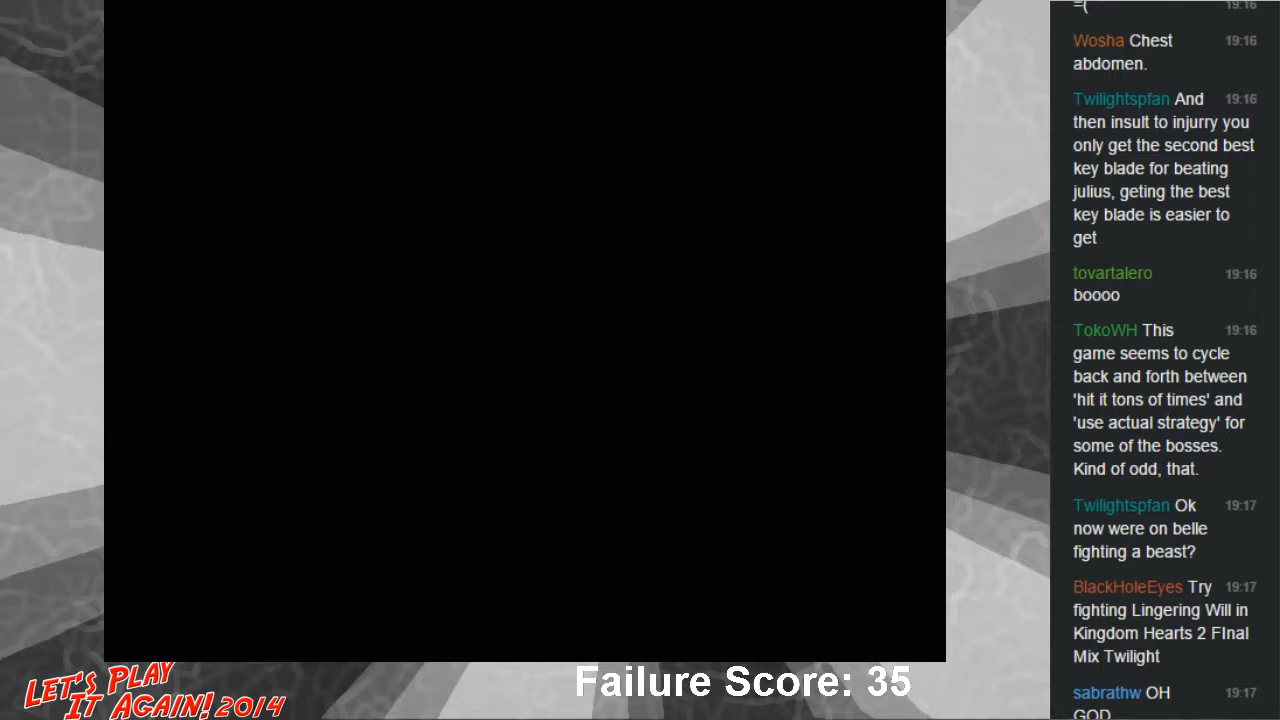 =( 19:16
Wosha Chest 19:16
abdomen.
Twilightspfan And 19:16
then insult to injurry you
only get the second best
key blade for beating
julius, geting the best
key blade is easier to
get
tovartalero 19:16
boooo
TokoWH This 19:16
game seems to cycle
back and forth between
'hit it tons of times' and
'use actual strategy' for
some of the bosses.
Kind of odd, that.
Twilightspfan Ok 19:17
now were on belle
fighting a beast?
BlackHoleEyes Try 19:17
fighting Lingering Will in
Kingdom Hearts 2 FInal
Mix Twilight
sabrathw OH 19:17
GOD
LET'S PLAY
IT AGAIN! 2014
Failure Score: 35